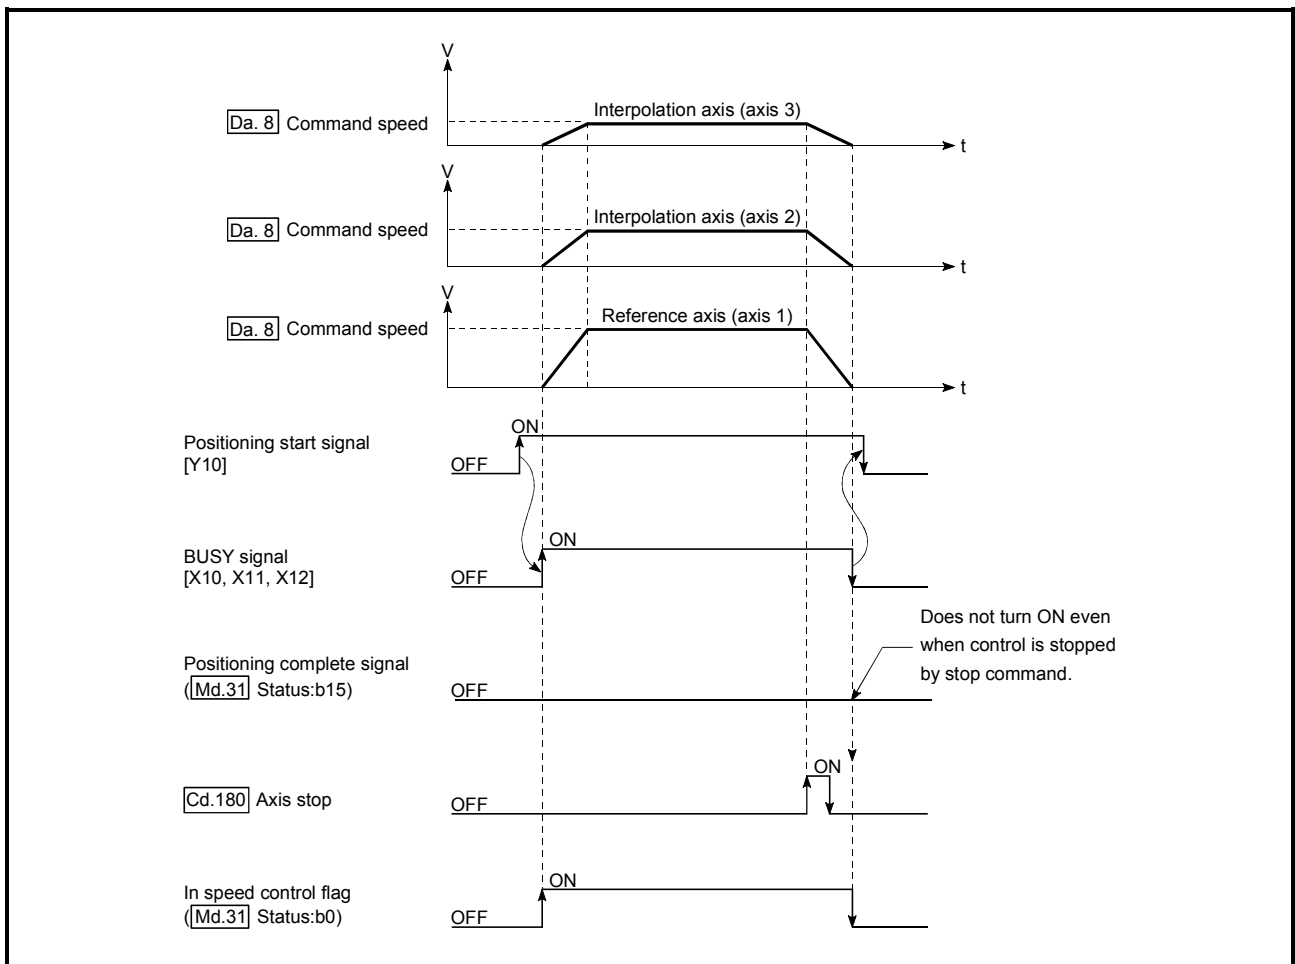 V
Interpolation axis (axis 3)
Da. 8 Command speed
t
V
Interpolation axis (axis 2)
Da. 8 Command speed
t
V
Reference axis (axis 1)
Da. 8 Command speed
t
ON
Positioning start signal
[Y10]
OFF
ON
BUSY signal
[X10, X11, X12]
OFF
Does not turn ON even
when control is stopped
by stop command.
Positioning complete signal
(Md.31 Status:b15)
OFF
ON
Cd.180 Axis stop
OFF
ON
In speed control flag
(Md.31 Status:b0)
OFF